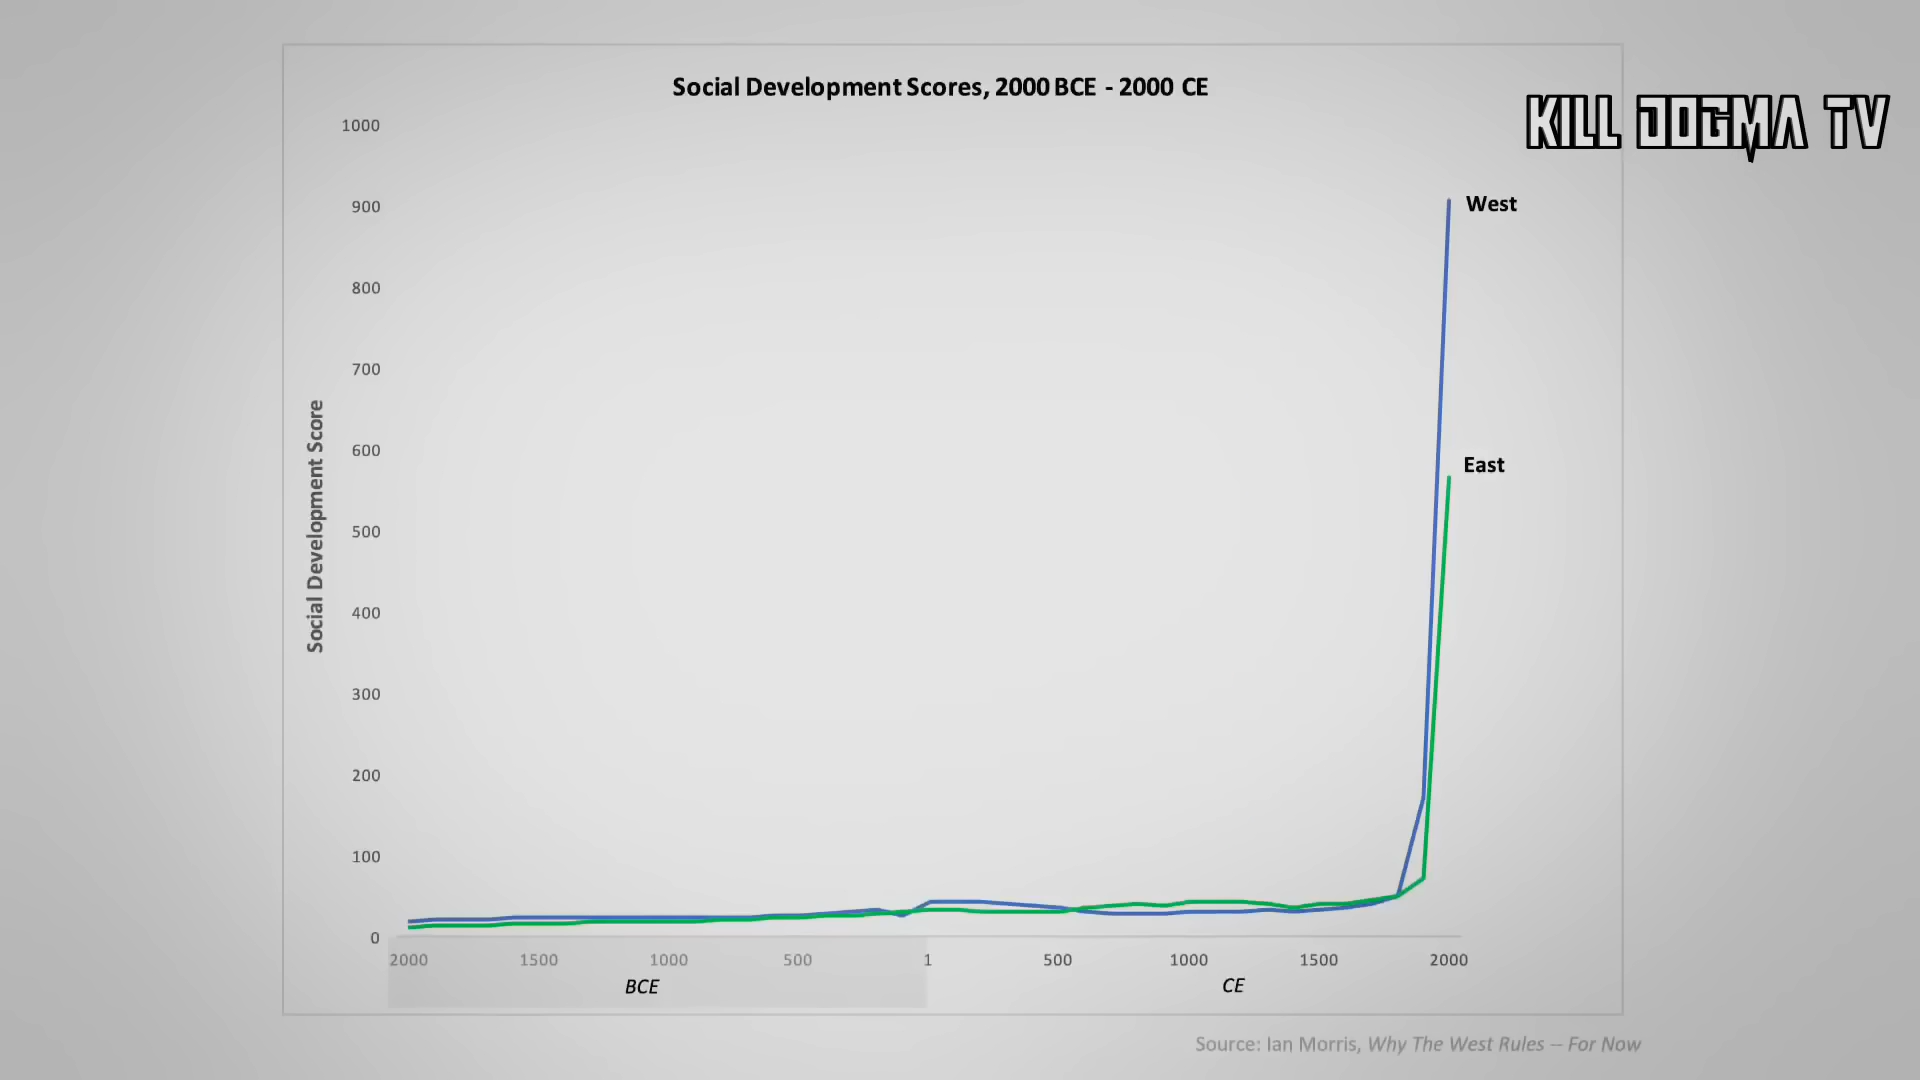 Social Development Scores, 2000 BCE - 2000 CE
KILL DOGMA TV
1000
900
800
700
600
500
400
300
200
100
0
Social Development Score
West
East
2000 1500 1000 500 1 500 1000 1500 2000
BCE CE
Source: Ian Morris, Why The West Rules -- For Now